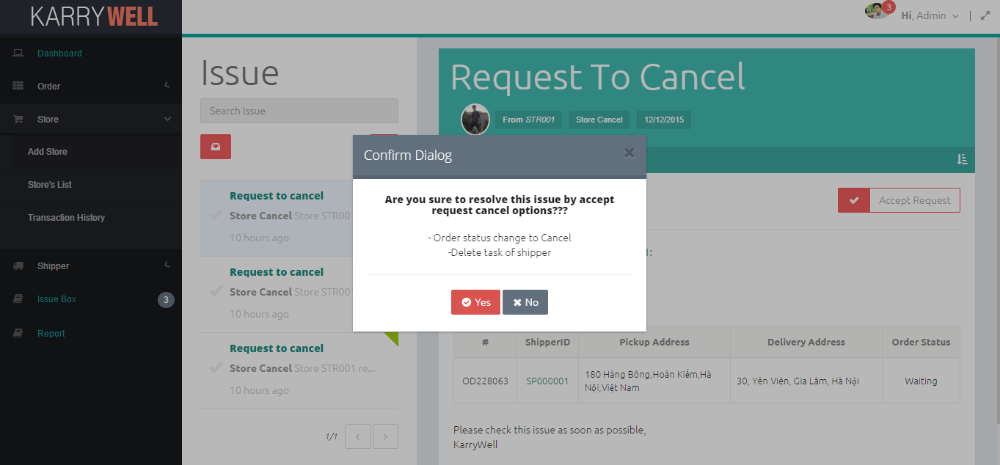 KARRYWELL
3
Hi, Admin
Dashboard
Order
Store
Add Store
Store's List
Transaction History
Shipper
Issue Box
3
Report
Issue
Search Issue
Request to cancel
Store Cancel Store STR001
10 hours ago
Request to cancel
Store Cancel Store STR001
10 hours ago
Request to cancel
Store Cancel Store STR001 re...
10 hours ago
1/1
Request To Cancel
From STR001
Store Cancel
12/12/2015
Accept Request
:
Confirm Dialog
Are you sure to resolve this issue by accept
request cancel options???
- Order status change to Cancel
-Delete task of shipper
Yes
No
# ShipperID Pickup Address Delivery Address Order Status
OD228063 SP000001 180 Hàng Bông,Hoàn Kiếm,Hà 30, Yên Viên, Gia Lâm, Hà Nội Waiting
Nội,Việt Nam
Please check this issue as soon as possible,
KarryWell